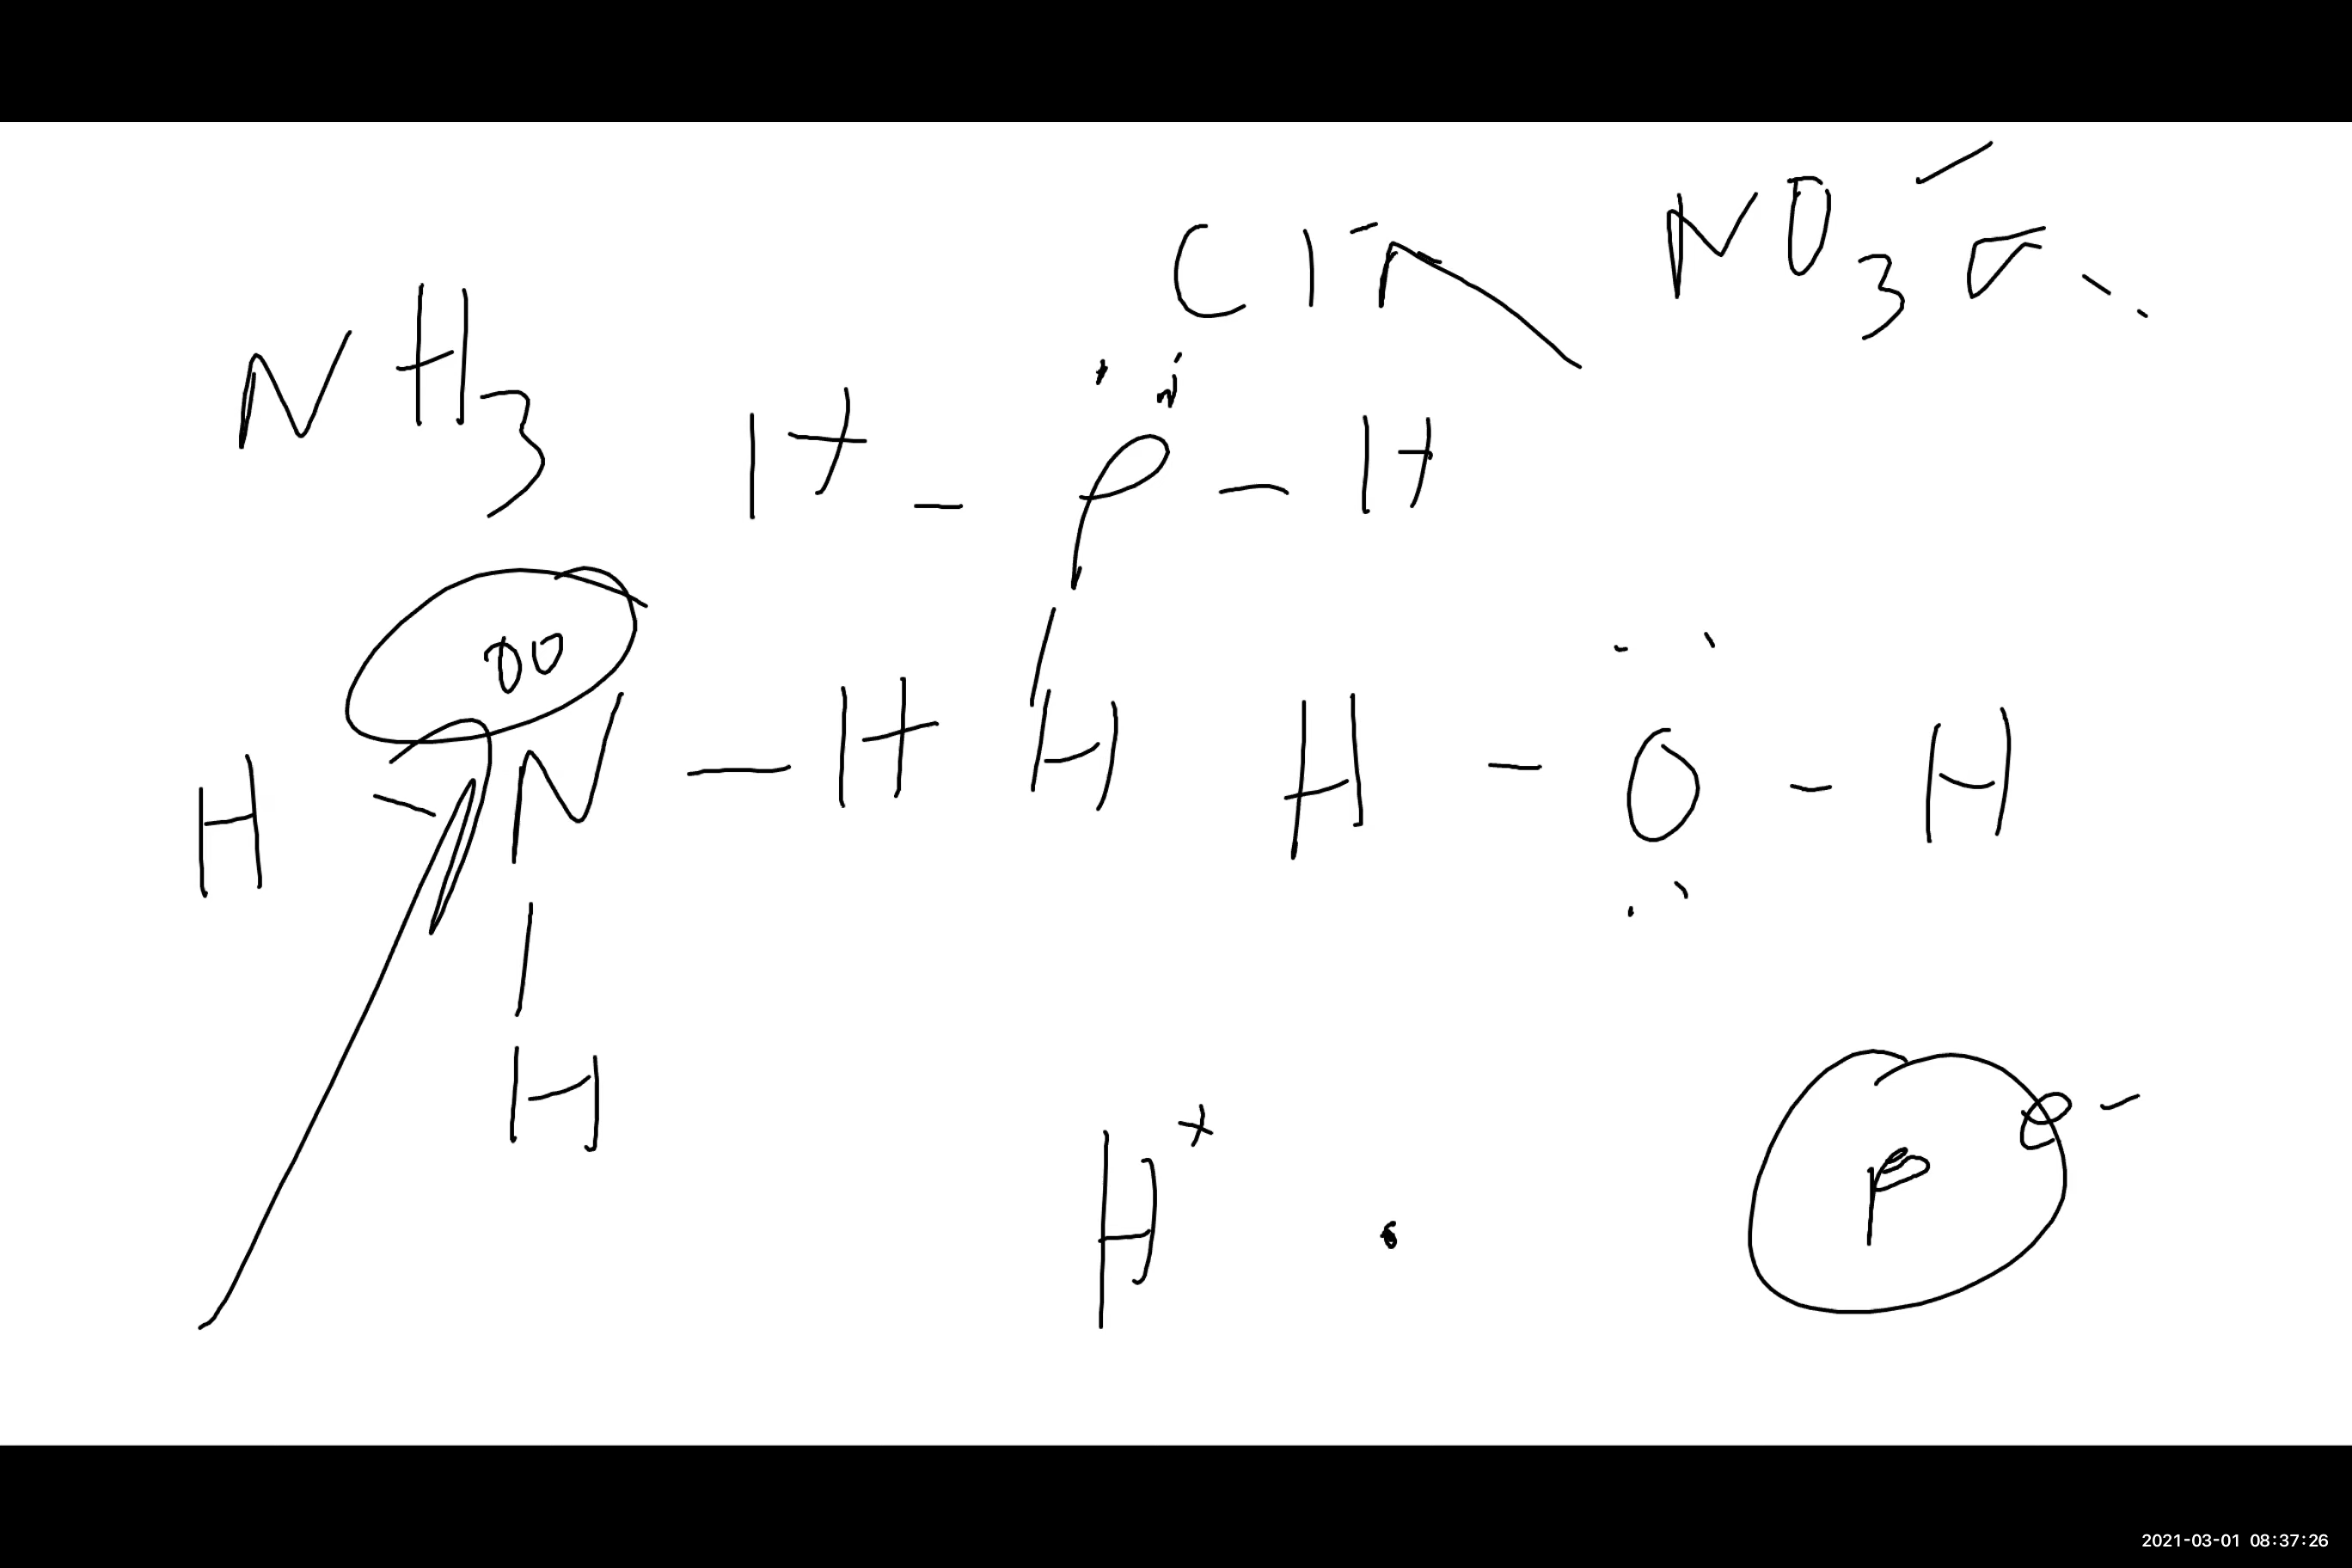 Cl⁻ NO₃⁻
NH₃
H - P - H
H - N - H
H
H - O - H
H
H⁺
P
e -
2021-03-01 08:37:26